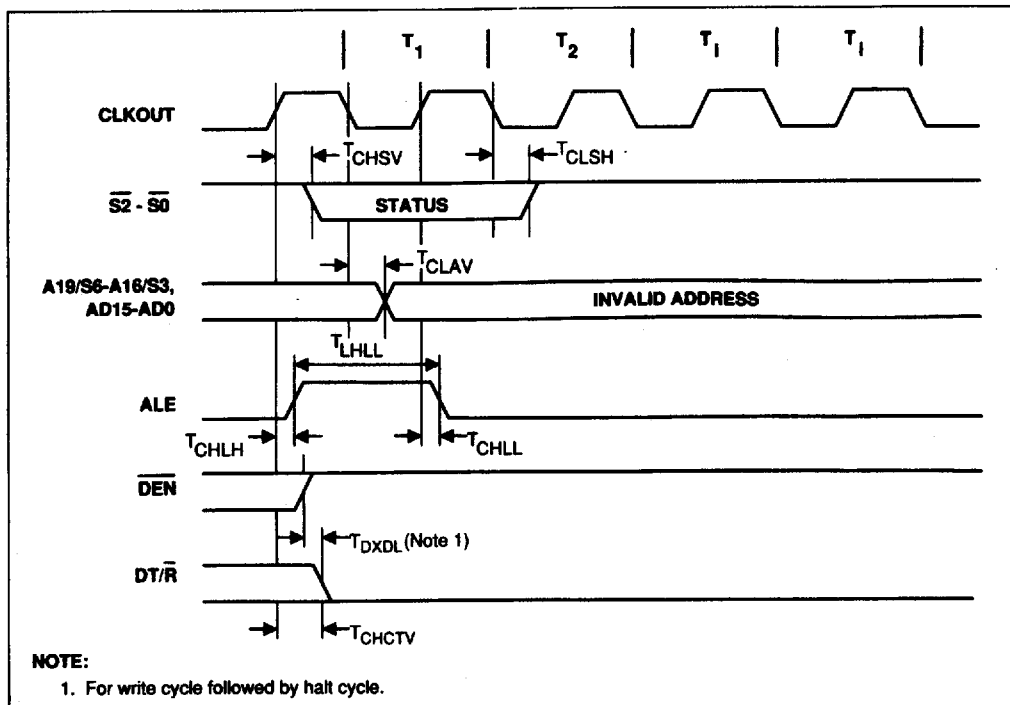 T1 T2 TI TI
CLKOUT
TCHSV TCLSH
S2 - S0
STATUS
TCLAV
A19/S6-A16/S3,
AD15-AD0
INVALID ADDRESS
TLHLL
ALE
TCHLH TCHLL
DEN
TDXDL (Note 1)
DT/R
TCHCTV
NOTE:
1. For write cycle followed by halt cycle.